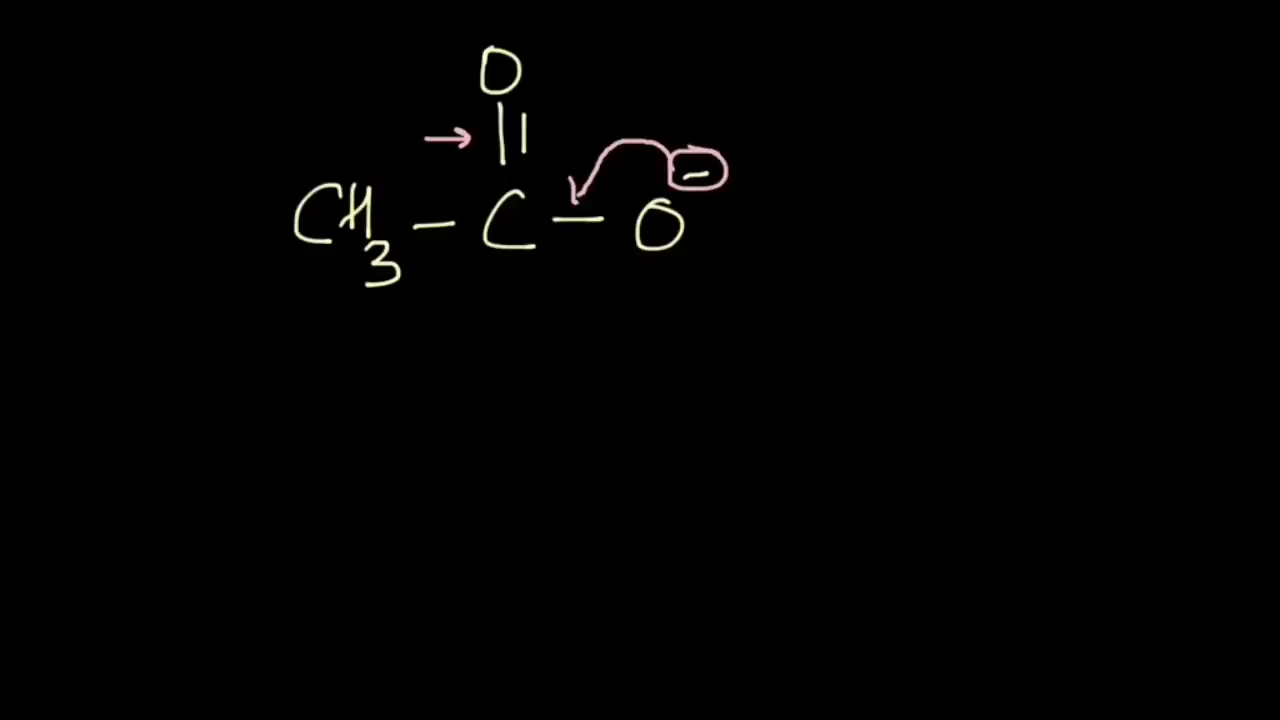 O
||
CH3 – C – O –